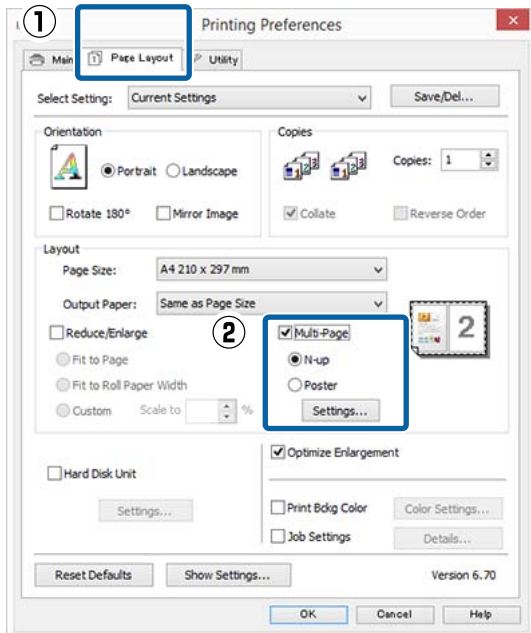 ① Printing Preferences
Main Page Layout Utility
Select Setting: Current Settings Save/Del...
Orientation Copies
Portrait Landscape Copies: 1
Rotate 180° Mirror Image Collate Reverse Order
Layout
Page Size: A4 210 x 297 mm
Output Paper: Same as Page Size
Reduce/Enlarge ② Multi-Page 2
Fit to Page N-up
Fit to Roll Paper Width Poster
Custom Scale to % Settings...
Optimize Enlargement
Hard Disk Unit
Settings... Print Bckg Color Color Settings...
Job Settings Details...
Reset Defaults Show Settings... Version 6.70
OK Cancel Help